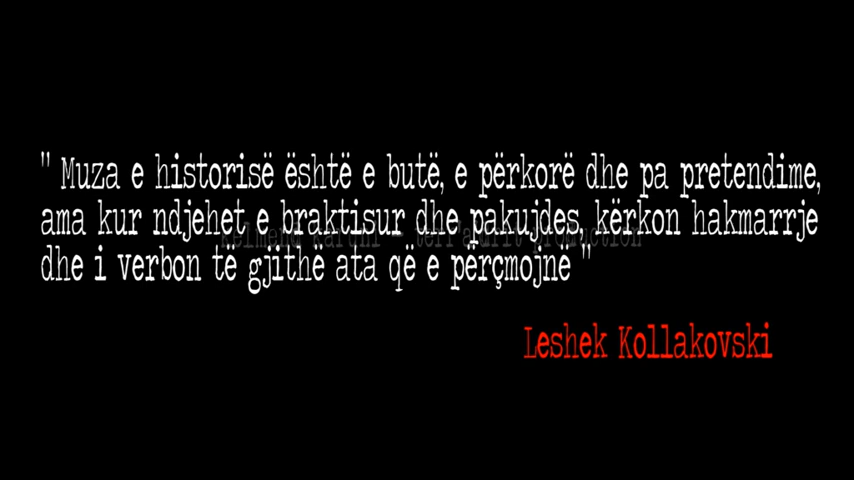 " Muza e historisë është e butë, e përkorë dhe pa pretendime,
ama kur ndjehet e braktisur dhe pakujdes, kërkon hakmarrje
dhe i verbon të gjithë ata që e përçmojnë "
Leshek Kollakovski